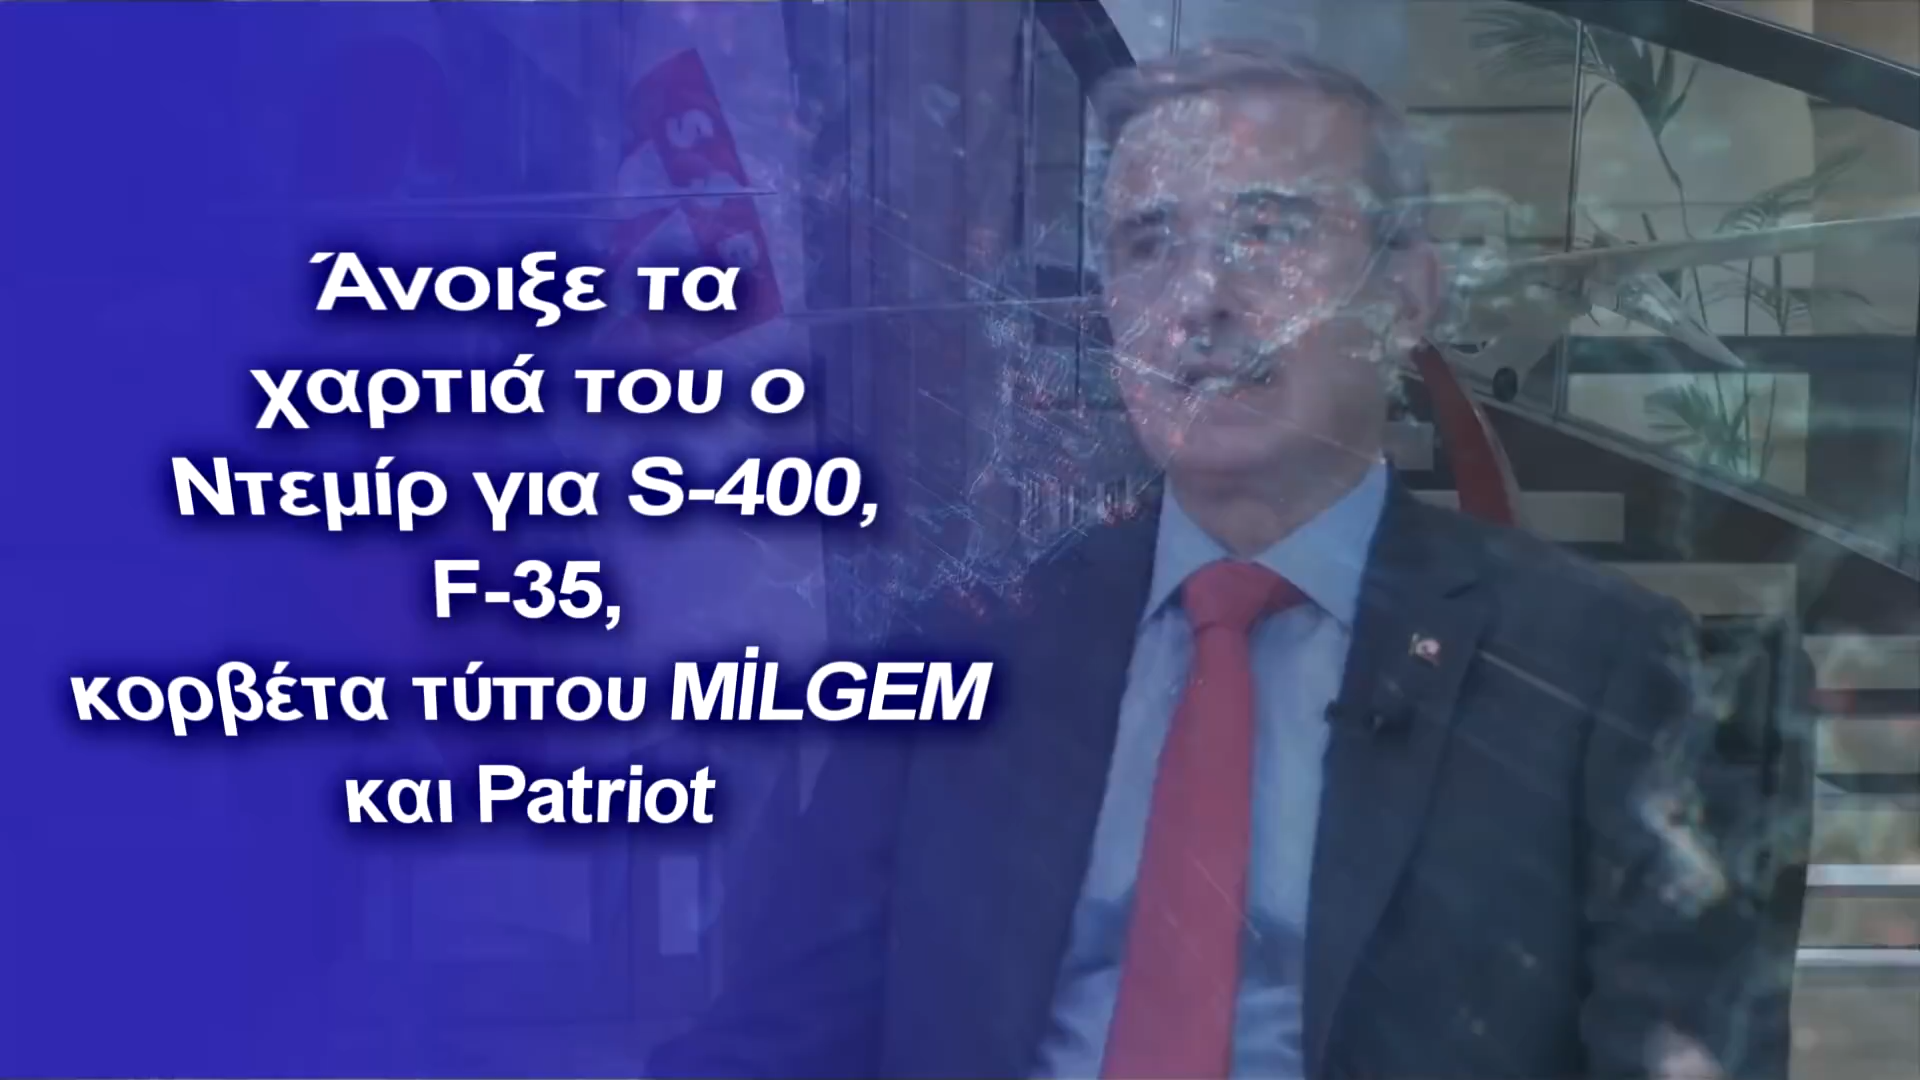 Άνοιξε τα
χαρτιά του ο
Ντεμίρ για S-400,
F-35,
κορβέτα τύπου MİLGEM
και Patriot